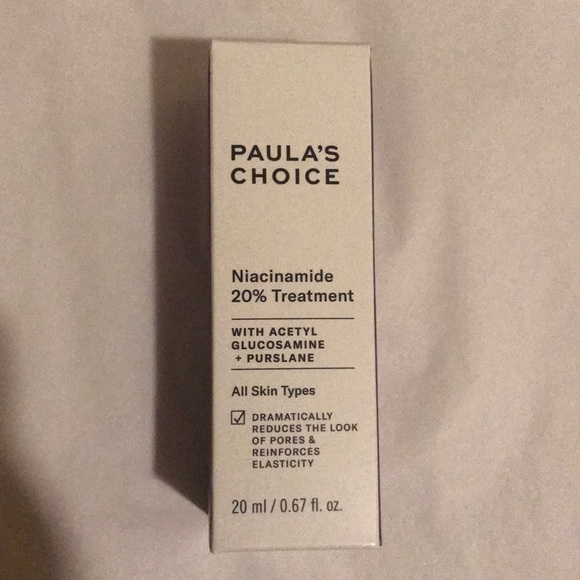 PAULA'S
CHOICE
Niacinamide
20% Treatment
WITH ACETYL
GLUCOSAMINE
+ PURSLANE
All Skin Types
DRAMATICALLY
REDUCES THE LOOK
OF PORES &
REINFORCES
ELASTICITY
20 ml / 0.67 fl. oz.